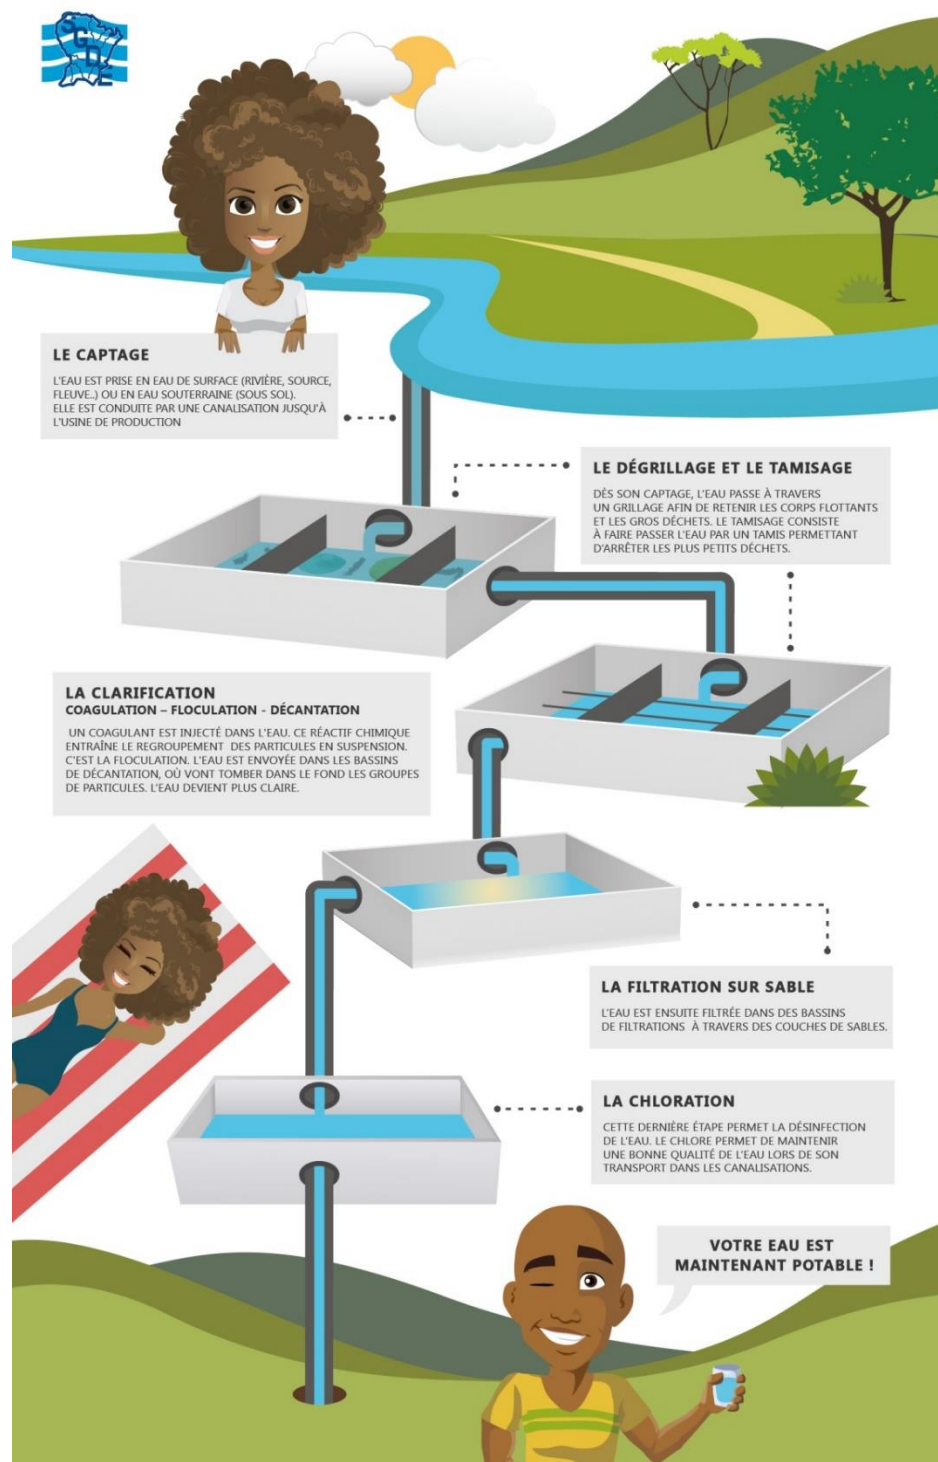 SGDE
LE CAPTAGE
L'EAU EST PRISE EN EAU DE SURFACE (RIVIÈRE, SOURCE,
FLEUVE..) OU EN EAU SOUTERRAINE (SOUS SOL).
ELLE EST CONDUITE PAR UNE CANALISATION JUSQU'À
L'USINE DE PRODUCTION
LE DÉGRILLAGE ET LE TAMISAGE
DÈS SON CAPTAGE, L'EAU PASSE À TRAVERS
UN GRILLAGE AFIN DE RETENIR LES CORPS FLOTTANTS
ET LES GROS DÉCHETS. LE TAMISAGE CONSISTE
À FAIRE PASSER L'EAU PAR UN TAMIS PERMETTANT
D'ARRÊTER LES PLUS PETITS DÉCHETS.
LA CLARIFICATION
COAGULATION – FLOCULATION - DÉCANTATION
UN COAGULANT EST INJECTÉ DANS L'EAU. CE RÉACTIF CHIMIQUE
ENTRAÎNE LE REGROUPEMENT DES PARTICULES EN SUSPENSION.
C'EST LA FLOCULATION. L'EAU EST ENVOYÉE DANS LES BASSINS
DE DÉCANTATION, OÙ VONT TOMBER DANS LE FOND LES GROUPES
DE PARTICULES. L'EAU DEVIENT PLUS CLAIRE.
LA FILTRATION SUR SABLE
L'EAU EST ENSUITE FILTRÉE DANS DES BASSINS
DE FILTRATIONS À TRAVERS DES COUCHES DE SABLES.
LA CHLORATION
CETTE DERNIÈRE ÉTAPE PERMET LA DÉSINFECTION
DE L'EAU. LE CHLORE PERMET DE MAINTENIR
UNE BONNE QUALITÉ DE L'EAU LORS DE SON
TRANSPORT DANS LES CANALISATIONS.
VOTRE EAU EST
MAINTENANT POTABLE !